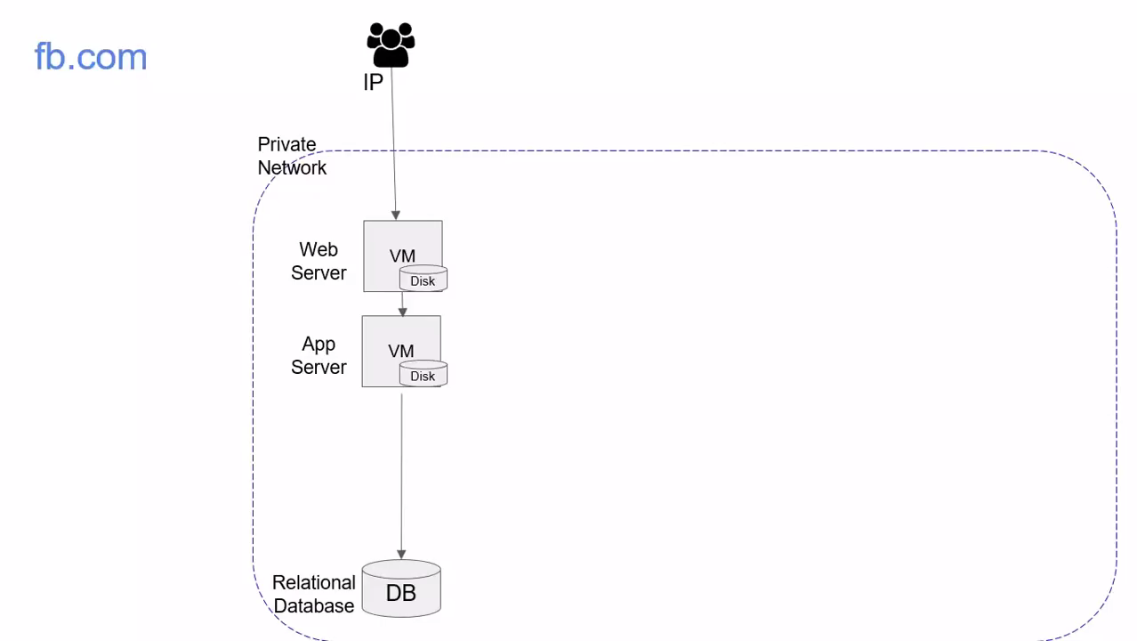 fb.com
IP
Private
Network
Web
Server
VM
Disk
App
Server
VM
Disk
Relational
Database
DB